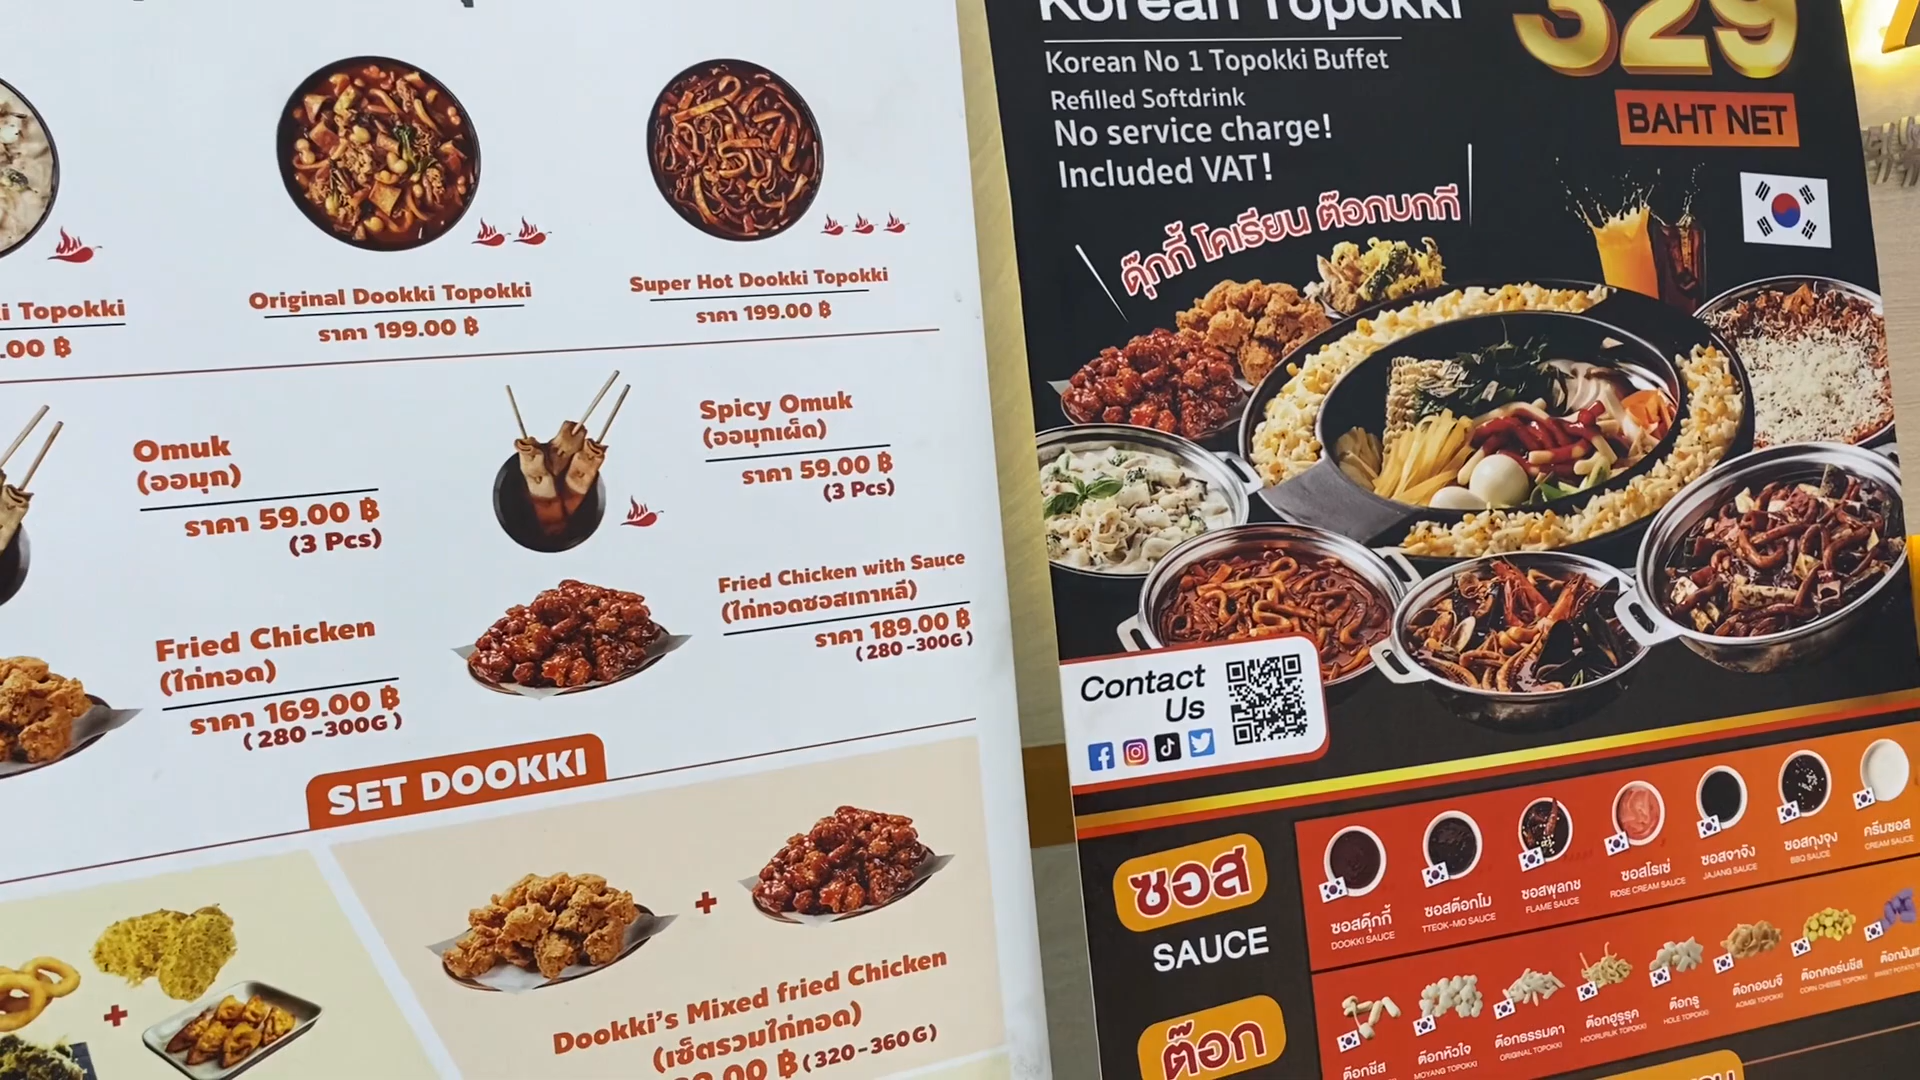 Topokki
.00 ฿
Original Dookki Topokki
ราคา 199.00 ฿
Super Hot Dookki Topokki
ราคา 199.00 ฿
Omuk
(ออมุก)
ราคา 59.00 ฿
(3 Pcs)
Spicy Omuk
(ออมุกเผ็ด)
ราคา 59.00 ฿
(3 Pcs)
Fried Chicken
(ไก่ทอด)
ราคา 169.00 ฿
(280-300G)
Fried Chicken with Sauce
(ไก่ทอดซอสเกาหลี)
ราคา 189.00 ฿
(280-300G)
SET DOOKKI
+
+
Dookki's Mixed fried Chicken
(เซ็ตรวมไก่ทอด)
.00 ฿ (320-360G)
Korean Topokki
329
BAHT NET
Korean No 1 Topokki Buffet
Refilled Softdrink
No service charge!
Included VAT!
ดุ๊กกี้ โคเรียน ต๊อกบกกี
Contact
Us
ซอส
SAUCE
ซอสดุ๊กกี้
DOOKKI SAUCE
ซอสต๊อกโม
TTEOK-MO SAUCE
ซอสพุลกช
FLAME SAUCE
ซอสโรเซ่
ROSE CREAM SAUCE
ซอสจาจัง
JAJANG SAUCE
ซอสกุงจุง
BBQ SAUCE
ครีมซอส
CREAM SAUCE
ต๊อก
ต๊อกชีส
ต๊อกหัวใจ
MOYANG TOPOKKI
ต๊อกธรรมดา
ORIGINAL TOPOKKI
ต๊อกฮูรูรุค
HOORURUK TOPOKKI
ต๊อกรู
HOLE TOPOKKI
ต๊อกออมจี
AOMGI TOPOKKI
ต๊อกคอร์นชีส
CORN CHEESE TOPOKKI
SWEET POTATO